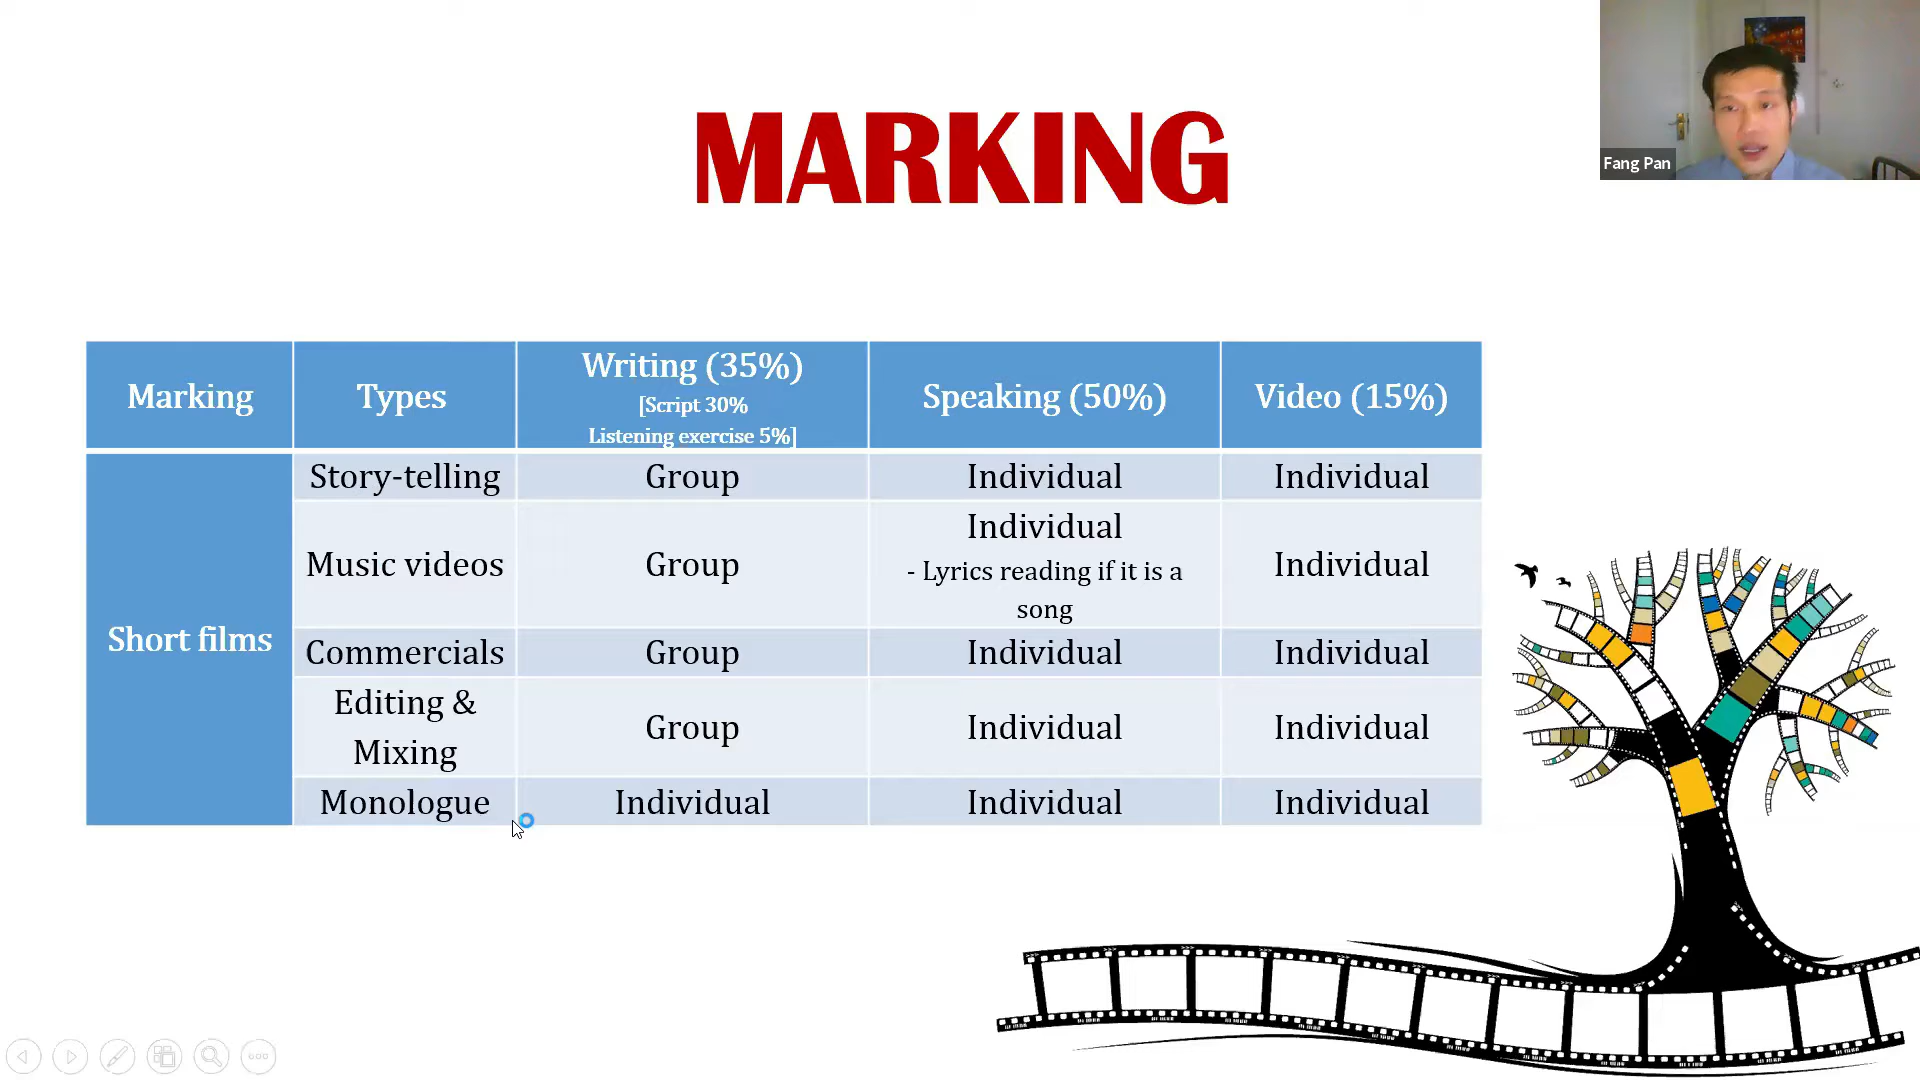 MARKING
Fang Pan
Marking
Types
Writing (35%)
[Script 30%
Listening exercise 5%]
Speaking (50%)
Video (15%)
Short films
Story-telling
Group
Individual
Individual
Music videos
Group
Individual
- Lyrics reading if it is a
song
Individual
Commercials
Group
Individual
Individual
Editing &
Mixing
Group
Individual
Individual
Monologue
Individual
Individual
Individual